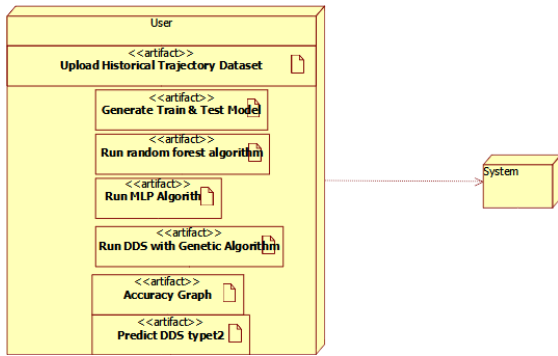 User
<<artifact>>
Upload Historical Trajectory Dataset
<<artifact>>
Generate Train & Test Model
<<artifact>>
Run random forest algorithm
<<artifact>>
Run MLP Algorith
<<artifact>>
Run DDS with Genetic Algorithm
<<artifact>>
Accuracy Graph
<<artifact>>
Predict DDS typet2
System